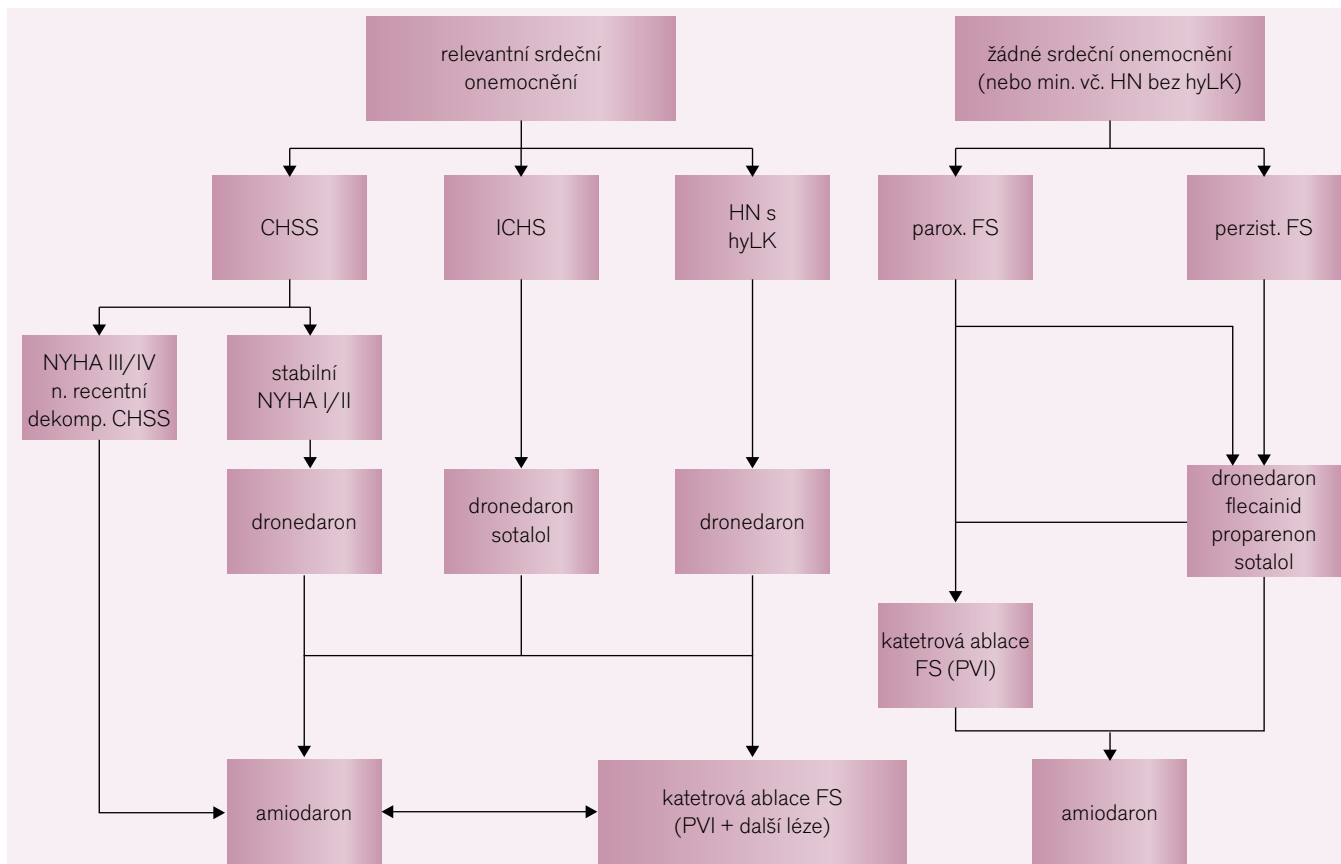 relevantní srdeční
onemocnění
žádné srdeční onemocnění
(nebo min. vč. HN bez hyLK)
CHSS
ICHS
HN s
hyLK
parox. FS
perzist. FS
NYHA III/IV
n. recentní
dekomp. CHSS
stabilní
NYHA I/II
dronedaron
dronedaron
sotalol
dronedaron
dronedaron
flecainid
proparenon
sotalol
katetrová ablace
FS (PVI)
amiodaron
katetrová ablace FS
(PVI + další léze)
amiodaron